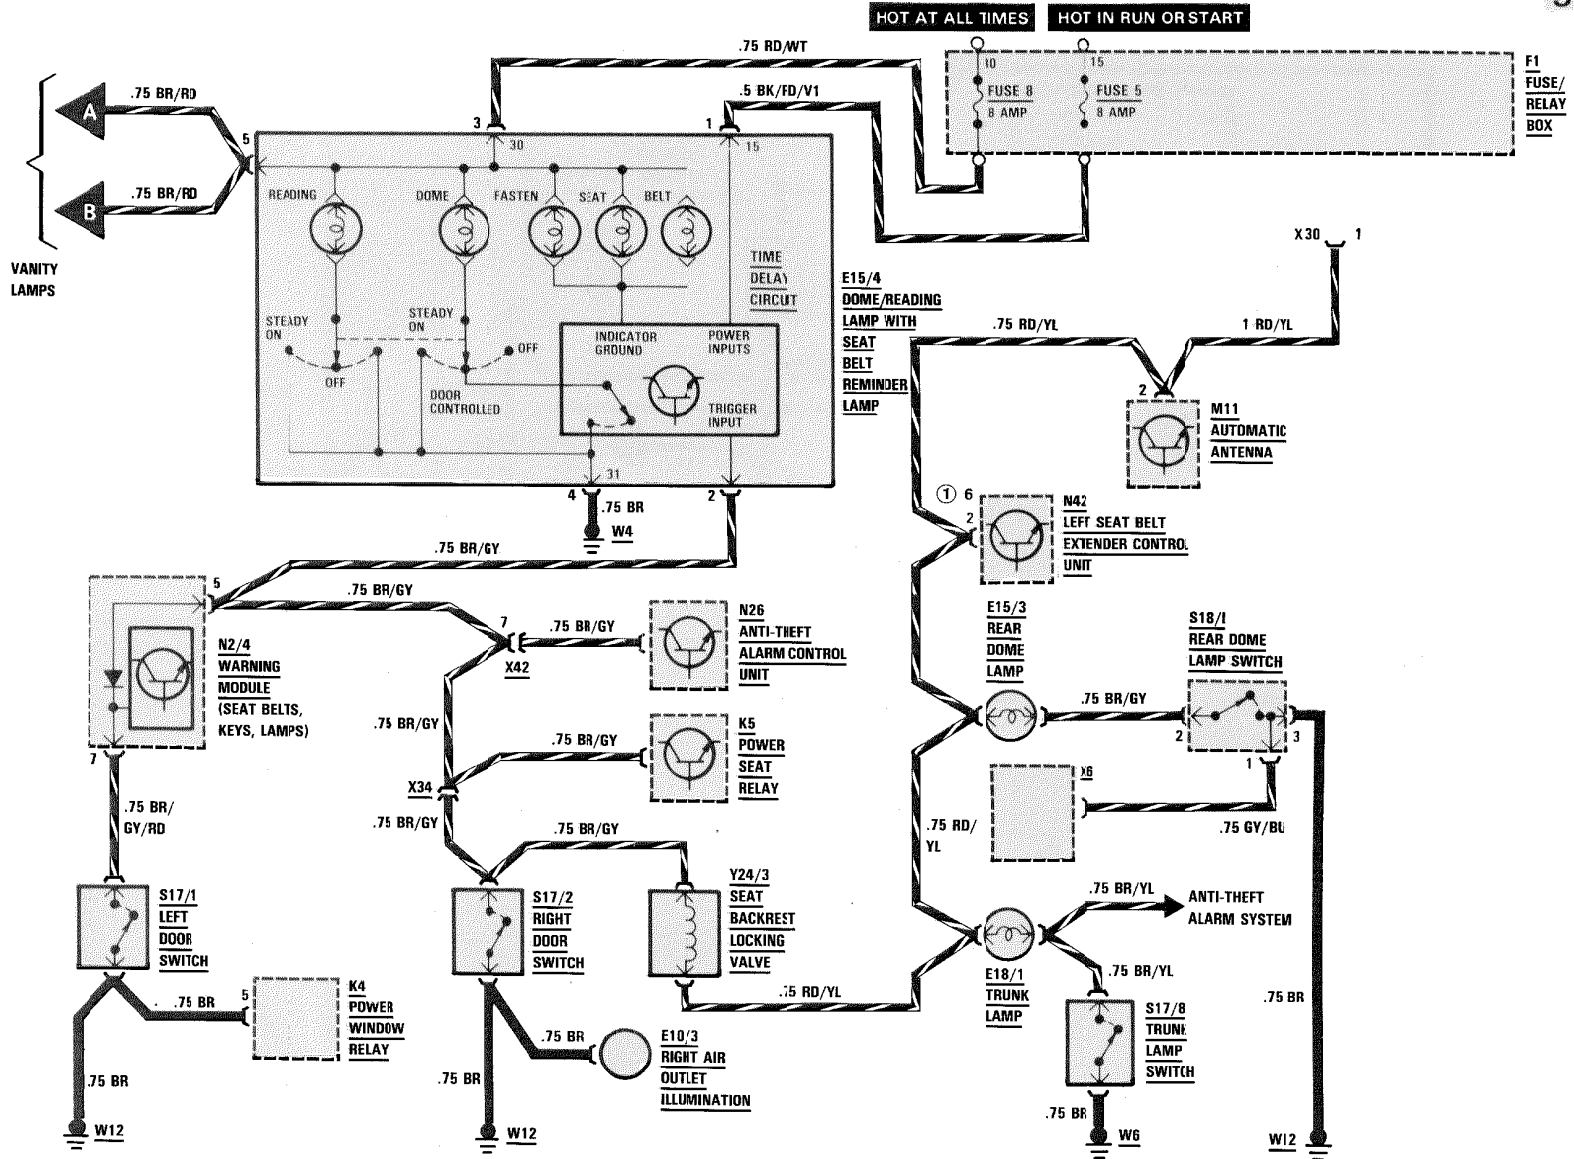 HOT AT ALL TIMES
HOT IN RUN OR START
.75 RD/WT
10
15
F1
FUSE/
RELAY
BOX
FUSE 8
8 AMP
FUSE 5
8 AMP
.5 BK/FD/V1
.75 BR/RD
A
.75 BR/RD
B
VANITY
LAMPS
5
3
30
1
15
READING
DOME
FASTEN
SEAT
BELT
TIME
DELAY
CIRCUIT
STEADY
ON
OFF
STEADY
ON
OFF
DOOR
CONTROLLED
INDICATOR
GROUND
POWER
INPUTS
TRIGGER
INPUT
31
4
2
.75 BR
W4
E15/4
DOME/READING
LAMP WITH
SEAT
BELT
REMINDER
LAMP
X30
1
.75 RD/YL
1 RD/YL
2
M11
AUTOMATIC
ANTENNA
1
6
2
N42
LEFT SEAT BELT
EXTENDER CONTROL
UNIT
.75 BR/GY
.75 BR/GY
5
N2/4
WARNING
MODULE
(SEAT BELTS,
KEYS, LAMPS)
7
7
X42
.75 BR/GY
N26
ANTI-THEFT
ALARM CONTROL
UNIT
.75 BR/GY
.75 BR/GY
K5
POWER
SEAT
RELAY
X34
.75 BR/GY
.75 BR/
GY/RD
.75 BR/GY
E15/3
REAR
DOME
LAMP
.75 BR/GY
S18/1
REAR DOME
LAMP SWITCH
2
3
1
X6
.75 GY/BU
.75 RD/
YL
S17/1
LEFT
DOOR
SWITCH
S17/2
RIGHT
DOOR
SWITCH
Y24/3
SEAT
BACKREST
LOCKING
VALVE
.75 BR/YL
ANTI-THEFT
ALARM SYSTEM
E18/1
TRUNK
LAMP
.75 BR/YL
.75 RD/YL
.75 BR
5
K4
POWER
WINDOW
RELAY
.75 BR
E10/3
RIGHT AIR
OUTLET
ILLUMINATION
S17/8
TRUNK
LAMP
SWITCH
.75 BR
.75 BR
.75 BR
.75 BR
W12
W12
W6
W12